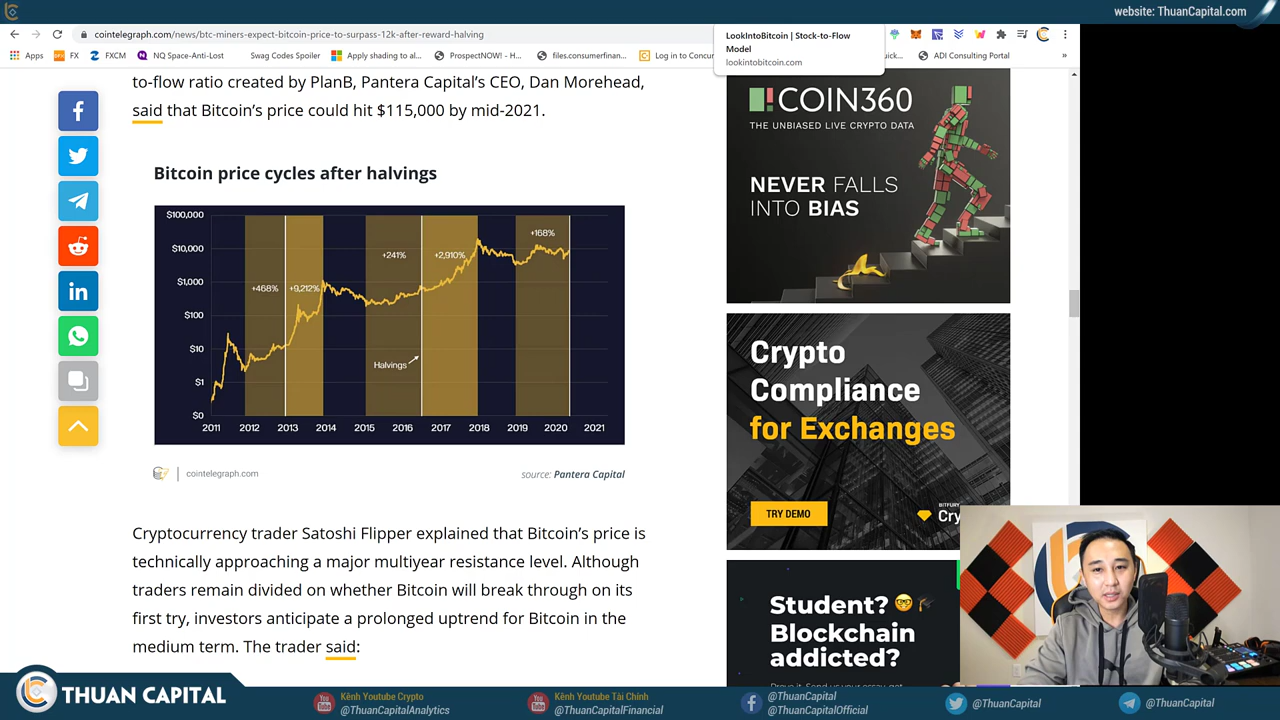 website: ThuanCapital.com
cointelegraph.com/news/btc-miners-expect-bitcoin-price-to-surpass-12k-after-reward-halving
LookIntoBitcoin | Stock-to-Flow
Model
lookintobitcoin.com
Apps
FX
FXCM
NQ Space-Anti-Lost
Swag Codes Spoiler
Apply shading to al...
ProspectNOW! - H...
files.consumerfinan...
Log in to Concur
ADI Consulting Portal
»
to-flow ratio created by PlanB, Pantera Capital's CEO, Dan Morehead,
said that Bitcoin's price could hit $115,000 by mid-2021.
Bitcoin price cycles after halvings
$100,000
$10,000
$1,000
$100
$10
$1
$0
+468%
+9,212%
+241%
+2,910%
+168%
Halvings
2011 2012 2013 2014 2015 2016 2017 2018 2019 2020 2021
cointelegraph.com
source: Pantera Capital
Cryptocurrency trader Satoshi Flipper explained that Bitcoin's price is
technically approaching a major multiyear resistance level. Although
traders remain divided on whether Bitcoin will break through on its
first try, investors anticipate a prolonged uptrend for Bitcoin in the
medium term. The trader said:
COIN360
THE UNBIASED LIVE CRYPTO DATA
NEVER FALLS
INTO BIAS
Crypto
Compliance
for Exchanges
TRY DEMO
BITFURY
Cry
Student? 🤓🎓
Blockchain
addicted?
THUAN CAPITAL
Kênh Youtube Crypto
@ThuanCapitalAnalytics
Kênh Youtube Tài Chính
@ThuanCapitalFinancial
@ThuanCapital
@ThuanCapitalOfficial
@ThuanCapital
@ThuanCapital